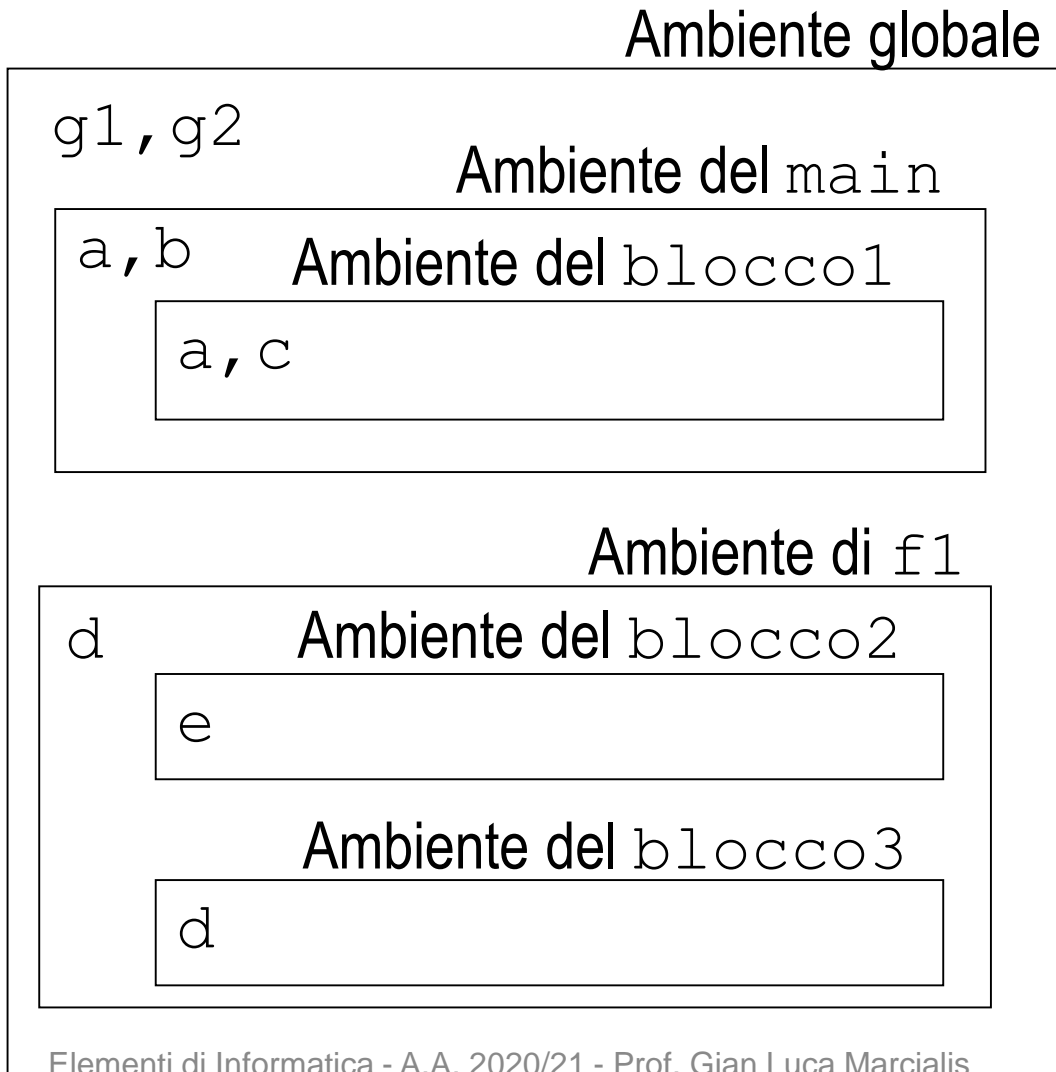 Ambiente globale
g1,g2
Ambiente del main
a,b
Ambiente del blocco1
a,c
Ambiente di f1
d
Ambiente del blocco2
e
Ambiente del blocco3
d
Elementi di Informatica - A.A. 2020/21 - Prof. Gian Luca Marcialis